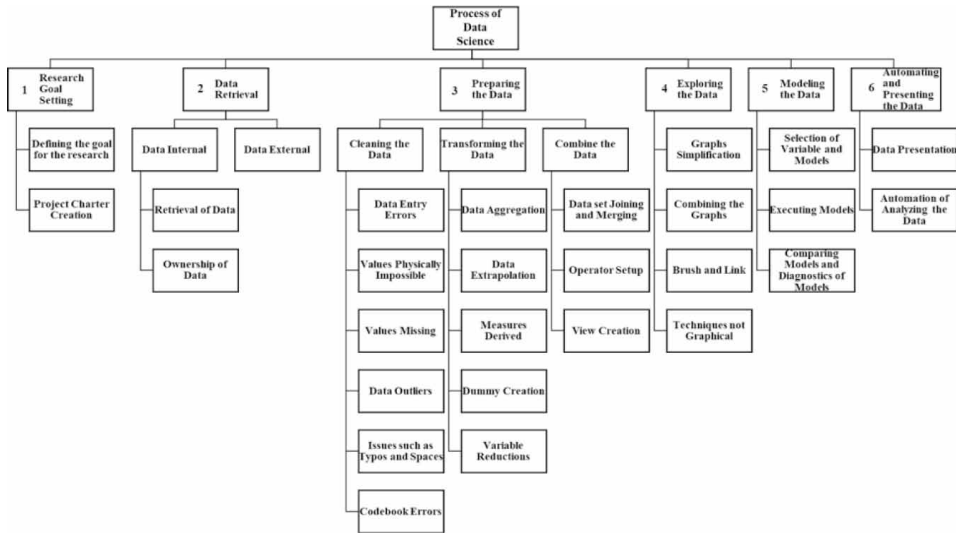 Process of
Data
Science
1 Research
Goal
Setting
Defining the goal
for the research
Project Charter
Creation
2 Data
Retrieval
Data Internal
Retrieval of Data
Ownership of
Data
Data External
3 Preparing
the Data
Cleaning the
Data
Data Entry
Errors
Values Physically
Impossible
Values Missing
Data Outliers
Issues such as
Typos and Spaces
Codebook Errors
Transforming the
Data
Data Aggregation
Data
Extrapolation
Measures
Derived
Dummy Creation
Variable
Reductions
Combine the
Data
Data set Joining
and Merging
Operator Setup
View Creation
4 Exploring
the Data
Graphs
Simplification
Combining the
Graphs
Brush and Link
Techniques not
Graphical
5 Modeling
the Data
Selection of
Variable and Models
Executing Models
Comparing
Models and
Diagnostics of
Models
6 Automating
and
Presenting
the Data
Data Presentation
Automation of
Analyzing the
Data